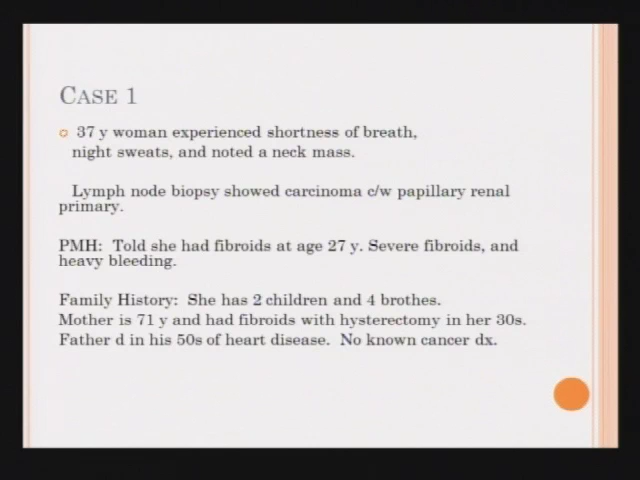 CASE 1
37 y woman experienced shortness of breath,
night sweats, and noted a neck mass.
Lymph node biopsy showed carcinoma c/w papillary renal
primary.
PMH: Told she had fibroids at age 27 y. Severe fibroids, and
heavy bleeding.
Family History: She has 2 children and 4 brothes.
Mother is 71 y and had fibroids with hysterectomy in her 30s.
Father d in his 50s of heart disease. No known cancer dx.